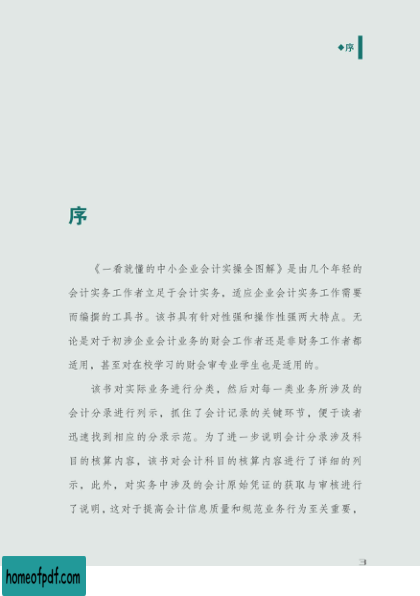 ◆序
序
《一看就懂的中小企业会计实操全图解》是由几个年轻的
会计实务工作者立足于会计实务，适应企业会计实务工作需要
而编撰的工具书。该书具有针对性强和操作性强两大特点。无
论是对于初涉企业会计业务的财会工作者还是非财务工作者都
适用，甚至对在校学习的财会审专业学生也是适用的。
该书对实际业务进行分类，然后对每一类业务所涉及的
会计分录进行列示，抓住了会计记录的关键环节，便于读者
迅速找到相应的分录示范。为了进一步说明会计分录涉及科
目的核算内容，该书对会计科目的核算内容进行了详细的列
示，此外，对实务中涉及的会计原始凭证的获取与审核进行
了说明，这对于提高会计信息质量和规范业务行为至关重要，
3
homeofpdf.com